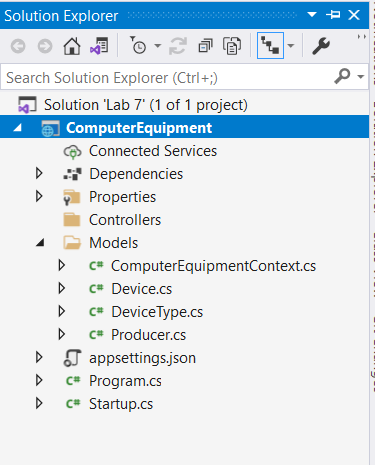 Solution Explorer
Search Solution Explorer (Ctrl+;)
Solution 'Lab 7' (1 of 1 project)
ComputerEquipment
Connected Services
Dependencies
Properties
Controllers
Models
C# ComputerEquipmentContext.cs
C# Device.cs
C# DeviceType.cs
C# Producer.cs
appsettings.json
C# Program.cs
C# Startup.cs